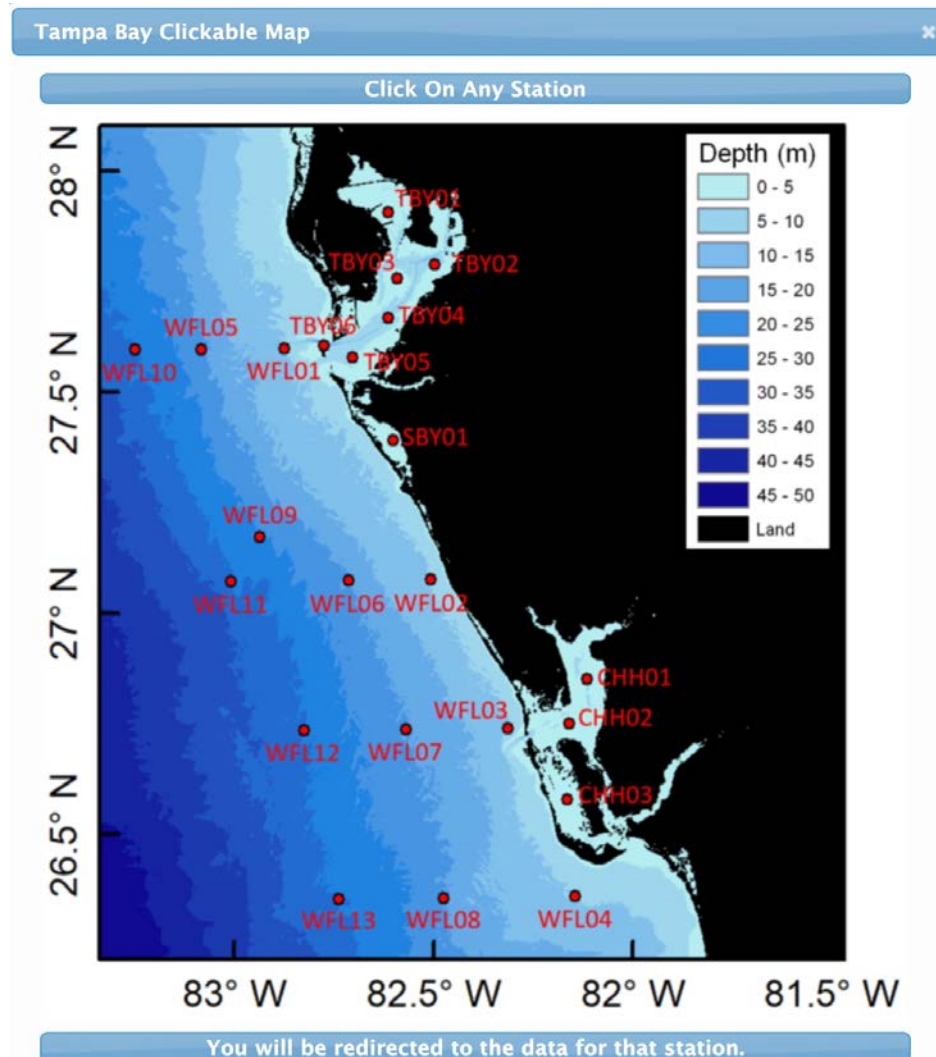 Tampa Bay Clickable Map
×
Click On Any Station
28° N
27.5° N
27° N
26.5° N
Depth (m)
0 - 5
5 - 10
10 - 15
15 - 20
20 - 25
25 - 30
30 - 35
35 - 40
40 - 45
45 - 50
Land
TBY01
TBY03
TBY02
TBY04
TBY06
WFL05
WFL10
WFL01
TBY05
SBY01
WFL09
WFL11
WFL06
WFL02
CHH01
WFL03
CHH02
WFL12
WFL07
CHH03
WFL13
WFL08
WFL04
83° W
82.5° W
82° W
81.5° W
You will be redirected to the data for that station.